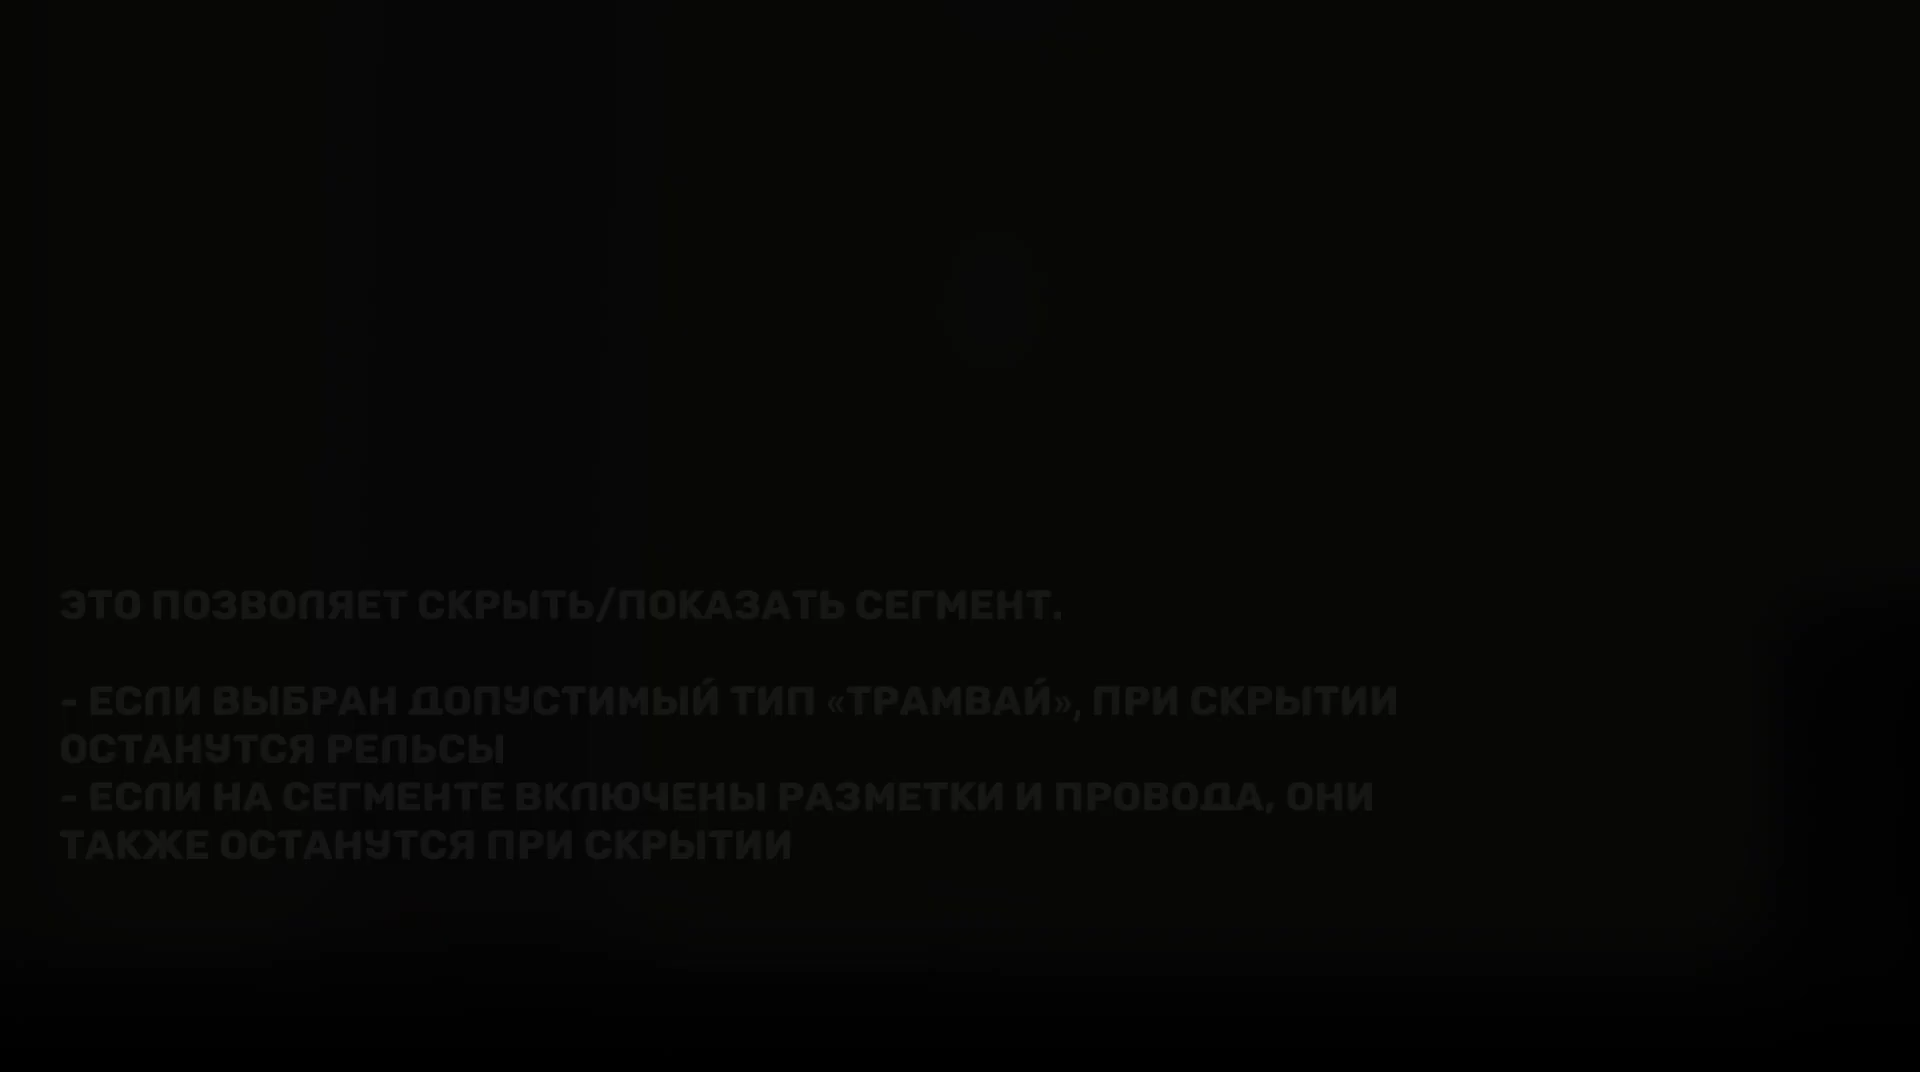 ЭТО ПОЗВОЛЯЕТ СКРЫТЬ/ПОКАЗАТЬ СЕГМЕНТ.
- ЕСЛИ ВЫБРАН ДОПУСТИМЫЙ ТИП «ТРАМВАЙ», ПРИ СКРЫТИИ
ОСТАНУТСЯ РЕЛЬСЫ
- ЕСЛИ НА СЕГМЕНТЕ ВКЛЮЧЕНЫ РАЗМЕТКИ И ПРОВОДА, ОНИ
ТАКЖЕ ОСТАНУТСЯ ПРИ СКРЫТИИ